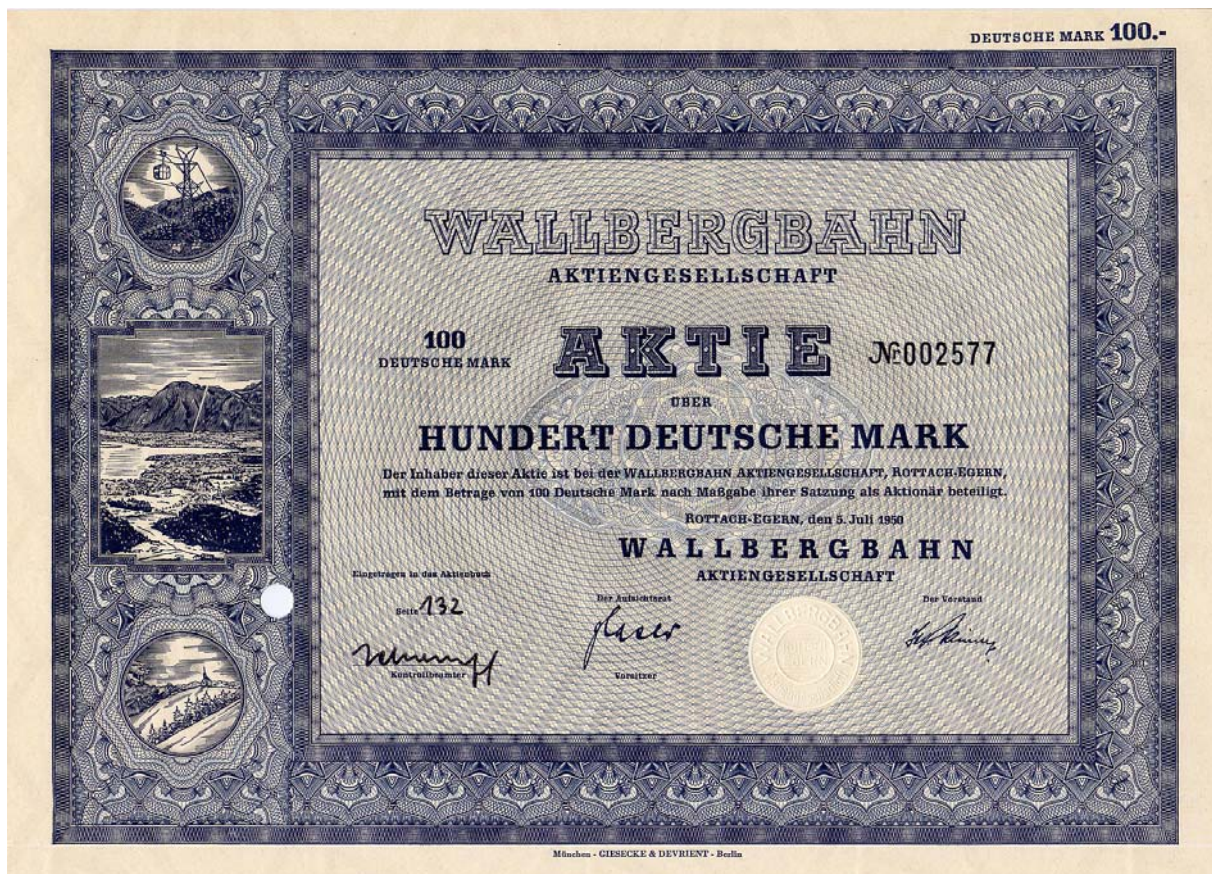 DEUTSCHE MARK 100.-
WALLBERGBAHN
AKTIENGESELLSCHAFT
100
DEUTSCHE MARK
AKTIE
№ 002577
ÜBER
HUNDERT DEUTSCHE MARK
Der Inhaber dieser Aktie ist bei der WALLBERGBAHN AKTIENGESELLSCHAFT, ROTTACH-EGERN,
mit dem Betrage von 100 Deutsche Mark nach Maßgabe ihrer Satzung als Aktionär beteiligt.
ROTTACH-EGERN, den 5. Juli 1950
WALLBERGBAHN
AKTIENGESELLSCHAFT
Eingetragen in das Aktienbuch
Seite 132
Der Aufsichtsrat
Der Vorstand
Kontrollbeamter
Vorsitzer
WALLBERGBAHN
München - GIESECKE & DEVRIENT - Berlin